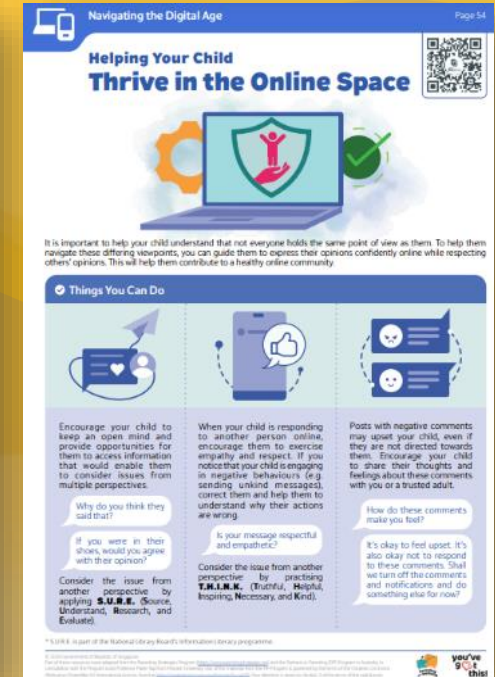 Navigating the Digital Age
Page 54
Helping Your Child
Thrive in the Online Space
It is important to help your child understand that not everyone holds the same point of view as them. To help them
navigate these differing viewpoints, you can guide them to express their opinions confidently online while respecting
others' opinions. This will help them contribute to a healthy online community.
Things You Can Do
Encourage your child to
keep an open mind and
provide opportunities for
them to access information
that would enable them
to consider issues from
multiple perspectives.
Why do you think they
said that?
If you were in their
shoes, would you agree
with their opinion?
Consider the issue from
another perspective by
applying S.U.R.E. (Source,
Understand, Research, and
Evaluate).
When your child is responding
to another person online,
encourage them to exercise
empathy and respect. If you
notice that your child is engaging
in negative behaviours (e.g.
sending unkind messages),
correct them and help them to
understand why their actions
are wrong.
Is your message respectful
and empathetic?
Consider the issue from another
perspective by practising
T.H.I.N.K. (Truthful, Helpful,
Inspiring, Necessary, and Kind).
Posts with negative comments
may upset your child, even if
they are not directed towards
them. Encourage your child
to share their thoughts and
feelings about these comments
with you or a trusted adult.
How do these comments
make you feel?
It's okay to feel upset. It's
also okay not to respond
to these comments. Shall
we turn off the comments
and notifications and do
something else for now?
* S.U.R.E. is part of the National Library Board's information literacy programme.
you've
got
this!